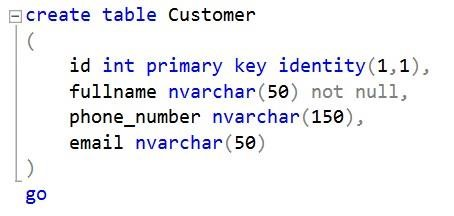 create table Customer
(
id int primary key identity(1,1),
fullname nvarchar(50) not null,
phone_number nvarchar(150),
email nvarchar(50)
)
go